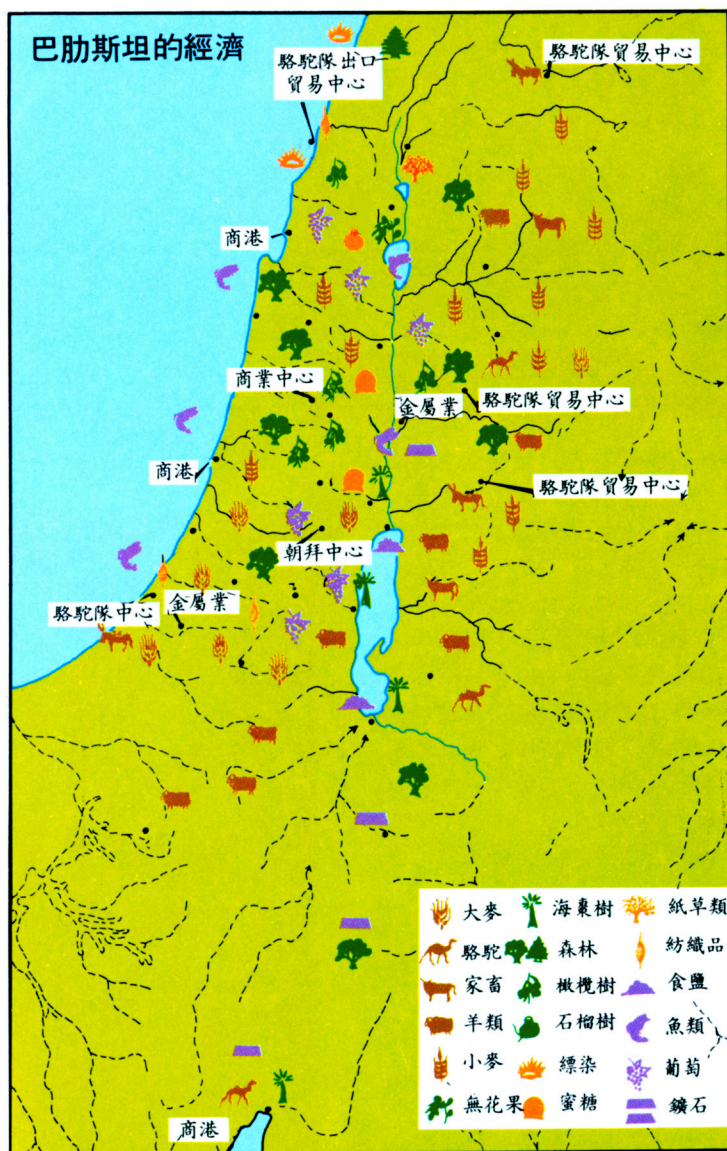 巴肋斯坦的經濟
駱駝隊出口
貿易中心
駱駝隊貿易中心
商港
商業中心
金屬業
駱駝隊貿易中心
商港
駱駝隊貿易中心
朝拜中心
駱駝隊中心
金屬業
商港
大麥
海棗樹
紙草類
駱駝
森林
紡織品
家畜
橄欖樹
食鹽
羊類
石榴樹
魚類
小麥
縹染
葡萄
無花果
蜜糖
鑛石